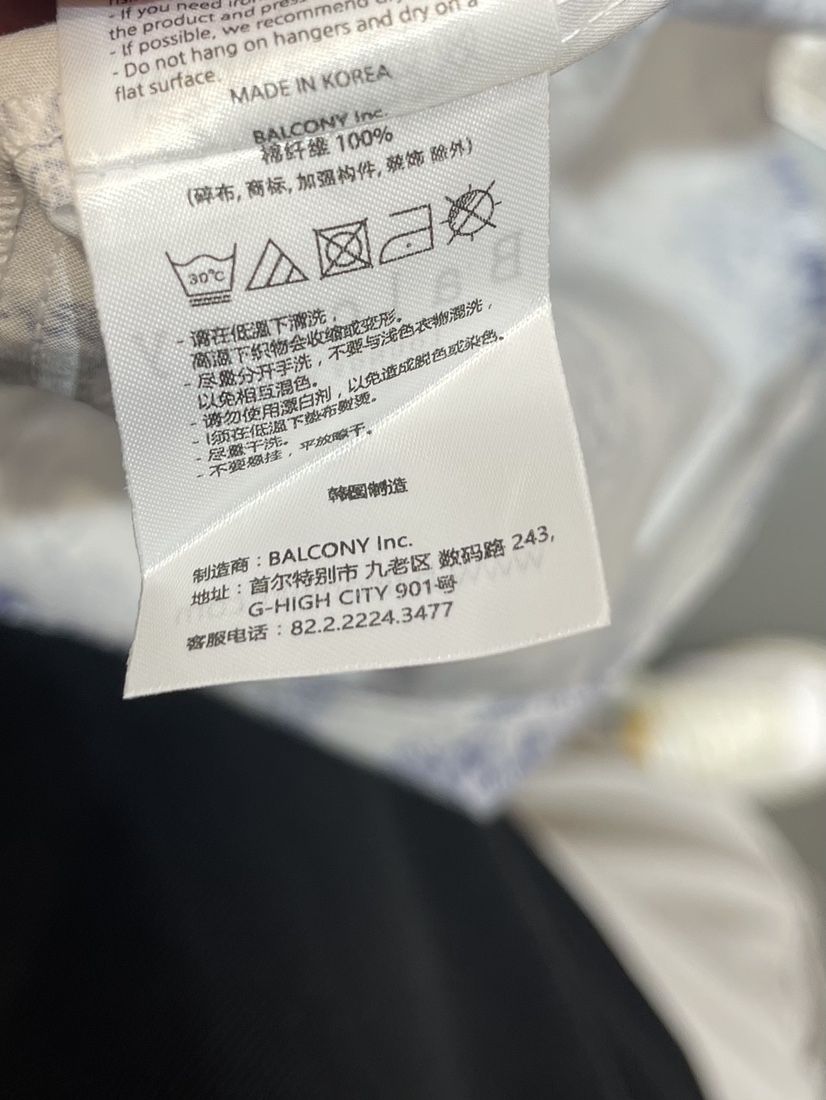 - If you need iron
the product and pres
- If possible, we recommend
- Do not hang on hangers and dry on a
flat surface.
MADE IN KOREA
BALCONY Inc.
棉纤维 100%
(碎布, 商标, 加强构件, 装饰 除外)
30℃
- 请在低温下清洗,
高温下织物会收缩或变形。
- 尽量分开手洗，不要与浅色衣物混洗，
以免相互混色。
- 请勿使用漂白剂，以免造成脱色或染色。
- 须在低温下垫布熨烫。
- 尽量干洗。
- 不要悬挂，平放晾干。
韩国制造
制造商 : BALCONY Inc.
地址 : 首尔特别市 九老区 数码路 243,
G-HIGH CITY 901号
客服电话 : 82.2.2224.3477